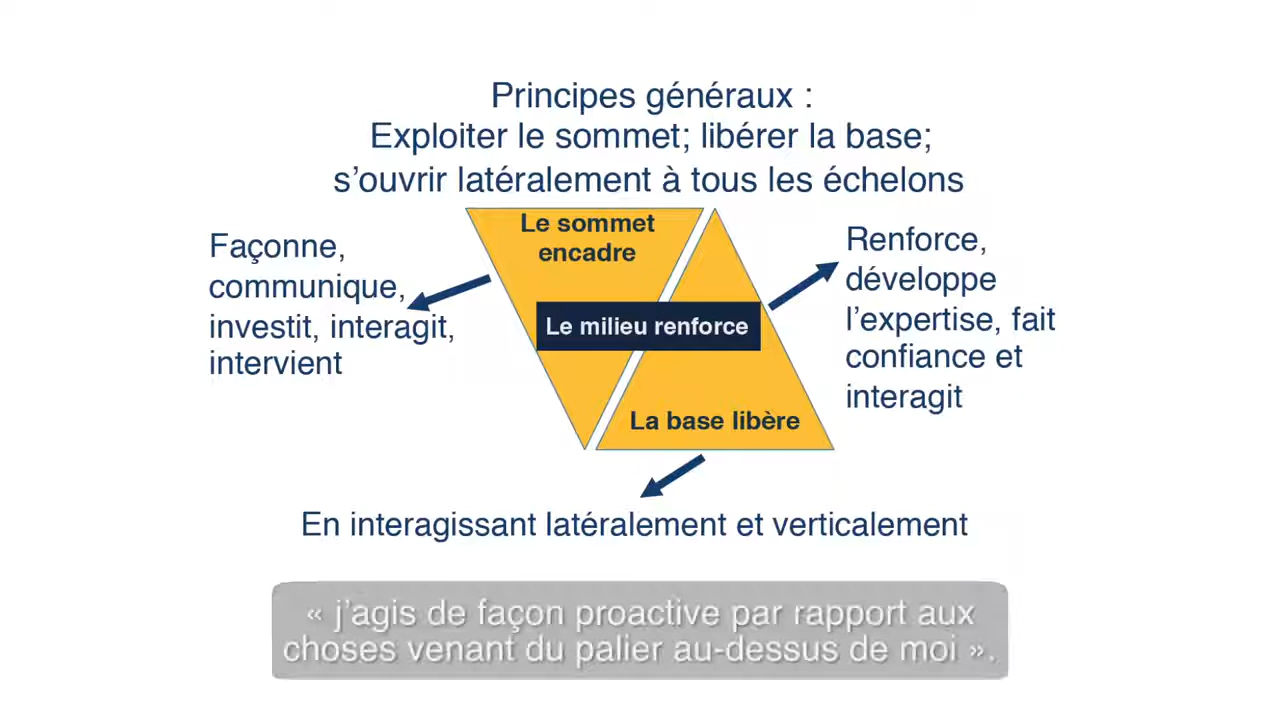 Principes généraux :
Exploiter le sommet; libérer la base;
s’ouvrir latéralement à tous les échelons
Le sommet
encadre
Façonne,
communique,
investit, interagit,
intervient
Le milieu renforce
Renforce,
développe
l’expertise, fait
confiance et
interagit
La base libère
En interagissant latéralement et verticalement
« j’agis de façon proactive par rapport aux
choses venant du palier au-dessus de moi ».